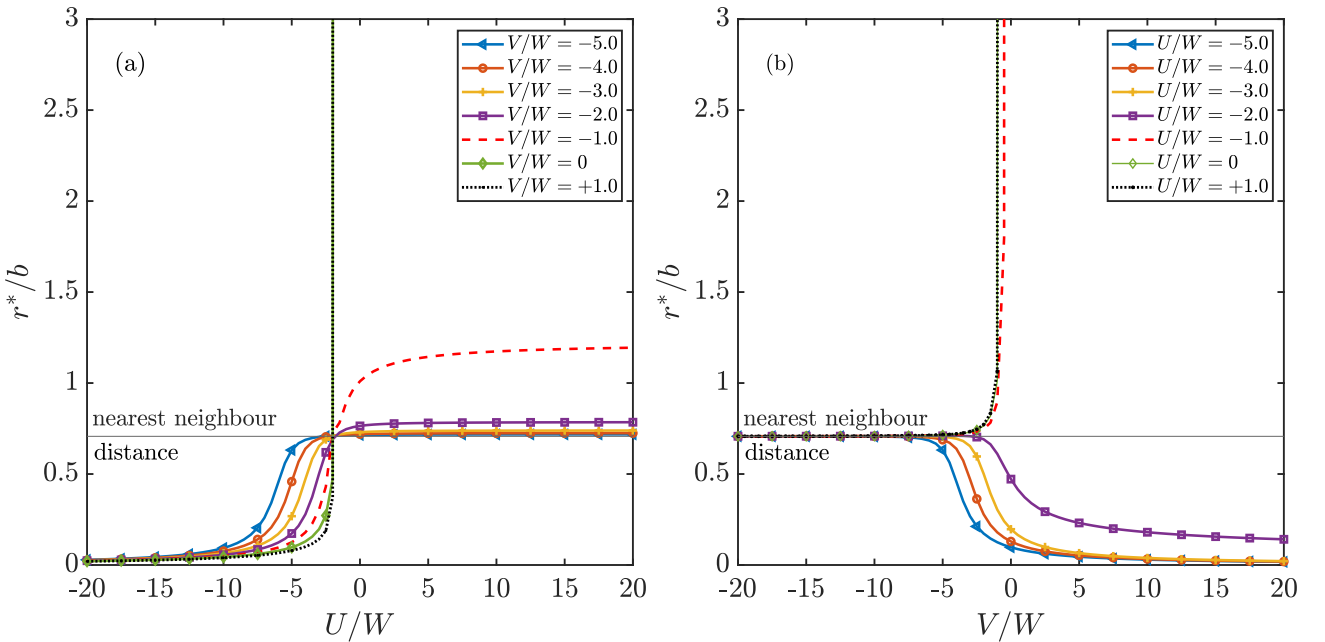 (a)
V/W = −5.0
V/W = −4.0
V/W = −3.0
V/W = −2.0
V/W = −1.0
V/W = 0
V/W = +1.0
3
2.5
2
1.5
1
0.5
0
r*/b
nearest neighbour
distance
-20 -15 -10 -5 0 5 10 15 20
U/W
(b)
U/W = −5.0
U/W = −4.0
U/W = −3.0
U/W = −2.0
U/W = −1.0
U/W = 0
U/W = +1.0
3
2.5
2
1.5
1
0.5
0
r*/b
nearest neighbour
distance
-20 -15 -10 -5 0 5 10 15 20
V/W